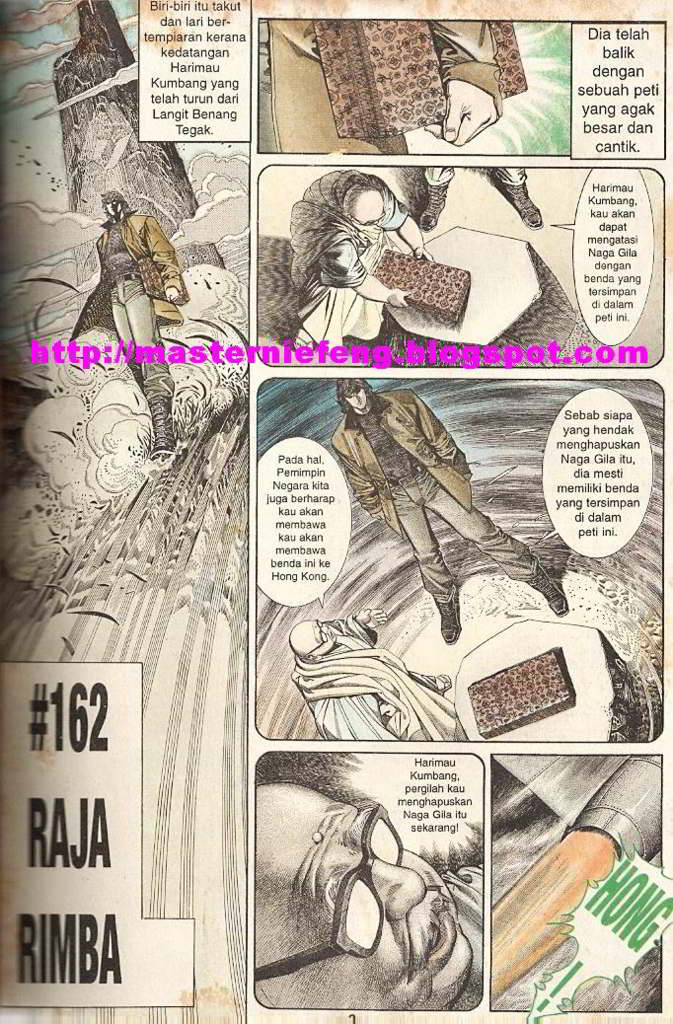 Biri-biri itu takut
dan lari ber-
tempiaran kerana
kedatangan
Harimau
Kumbang yang
telah turun dari
Langit Benang
Tegak.
Dia telah
balik
dengan
sebuah peti
yang agak
besar dan
cantik.
Harimau
Kumbang,
kau akan
dapat
mengatasi
Naga Gila
dengan
benda yang
tersimpan
di dalam
peti ini.
http://masterniefeng.blogspot.com
Sebab siapa
yang hendak
menghapuskan
Naga Gila itu,
dia mesti
memiliki benda
yang tersimpan
di dalam
peti ini.
Pada hal,
Pemimpin
Negara kita
juga berharap
kau akan
membawa
kau akan
membawa
benda ini ke
Hong Kong.
#162
RAJA
RIMBA
Harimau
Kumbang,
pergilah kau
menghapuskan
Naga Gila itu
sekarang!
HONG
!